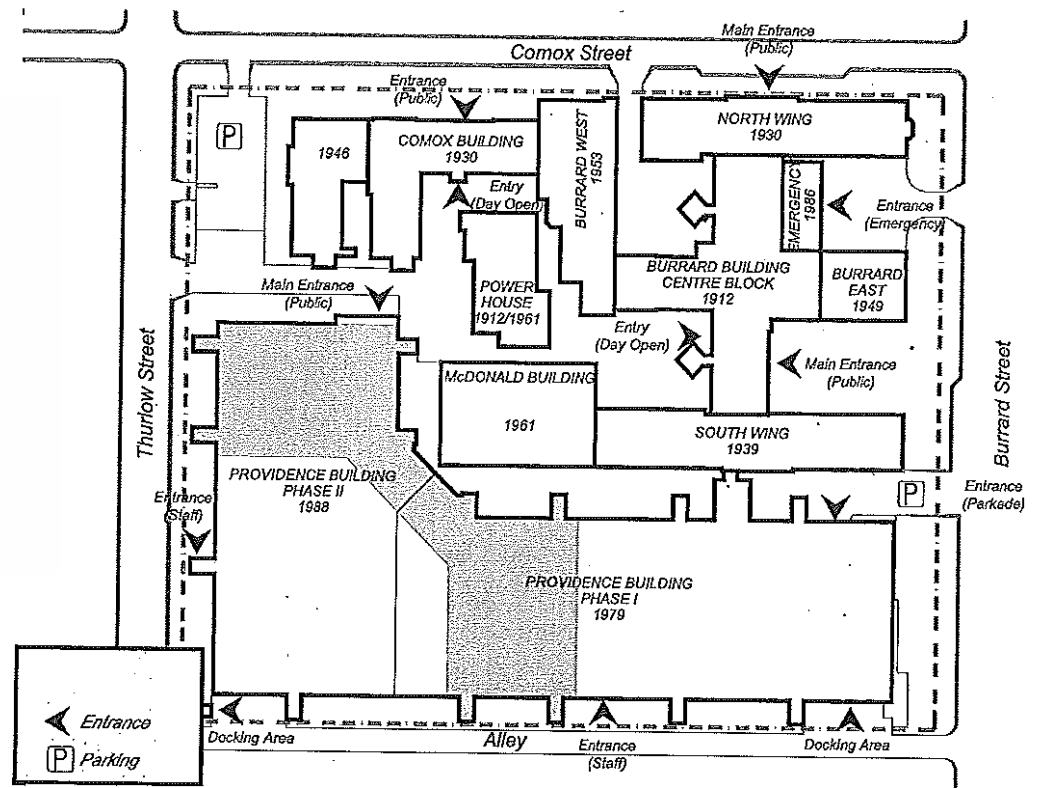 Main Entrance
(Public)
Comox Street
Entrance
(Public)
P
1946
COMOX BUILDING
1930
BURRARD WEST
1953
NORTH WING
1930
Entry
(Day Open)
EMERGENCY
1986
Entrance
(Emergency)
POWER
HOUSE
1912/1961
BURRARD BUILDING
CENTRE BLOCK
1912
BURRARD
EAST
1949
Main Entrance
(Public)
Entry
(Day Open)
Main Entrance
(Public)
Thurlow Street
Burrard Street
McDONALD BUILDING
1961
SOUTH WING
1939
PROVIDENCE BUILDING
PHASE II
1988
Entrance
(Staff)
P
Entrance
(Parkade)
PROVIDENCE BUILDING
PHASE I
1979
Entrance
P Parking
Docking Area
Alley
Entrance
(Staff)
Docking Area